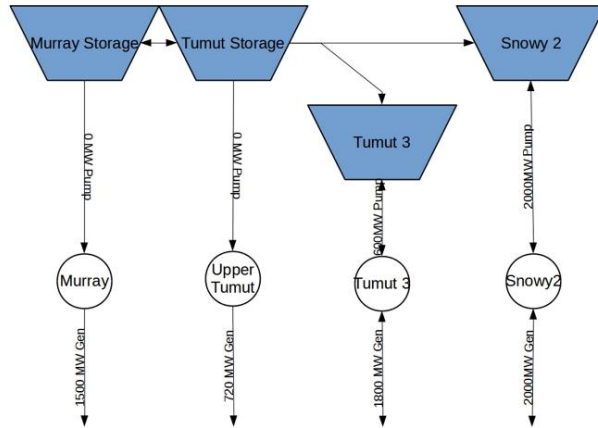 Murray Storage
Tumut Storage
Snowy 2
Tumut 3
0 MW Pump
0 MW Pump
600MW Pump
2000MW Pump
Murray
Upper
Tumut
Tumut 3
Snowy2
1500 MW Gen
720 MW Gen
1800 MW Gen
2000MW Gen